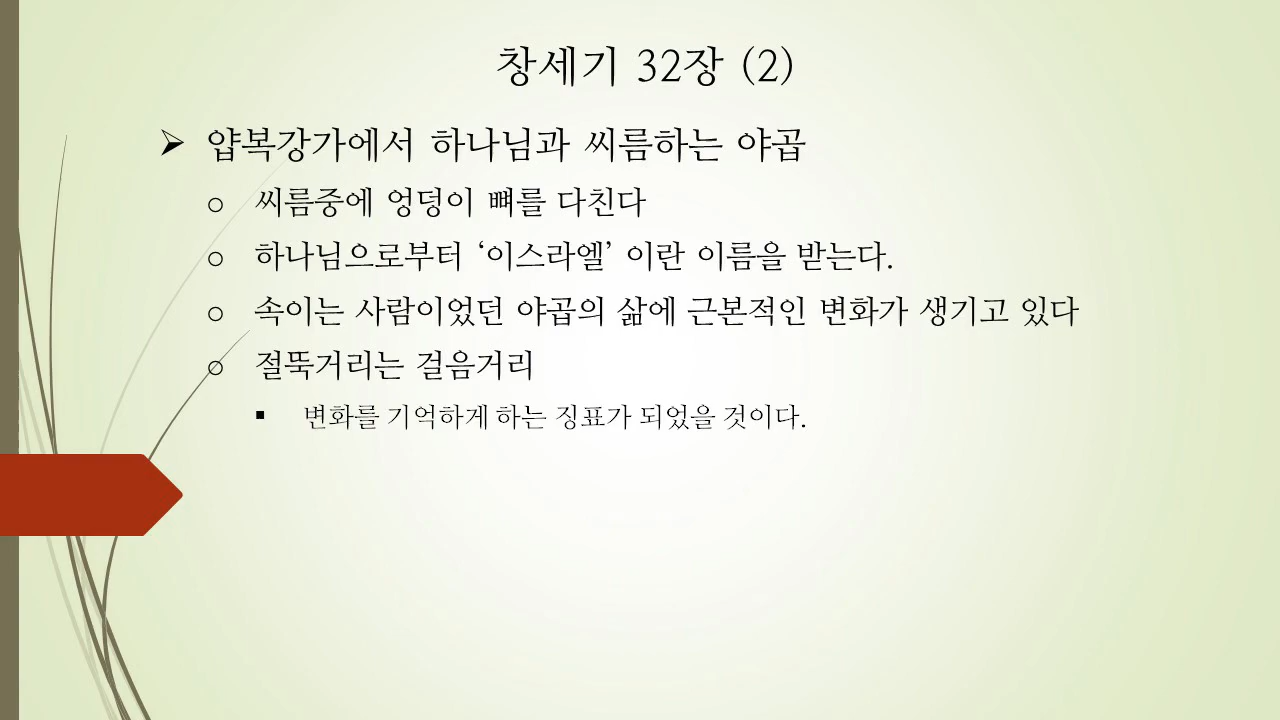 창세기 32장 (2)
얍복강가에서 하나님과 씨름하는 야곱
씨름중에 엉덩이 뼈를 다친다
하나님으로부터 ‘이스라엘’ 이란 이름을 받는다.
속이는 사람이었던 야곱의 삶에 근본적인 변화가 생기고 있다
절뚝거리는 걸음거리
변화를 기억하게 하는 징표가 되었을 것이다.